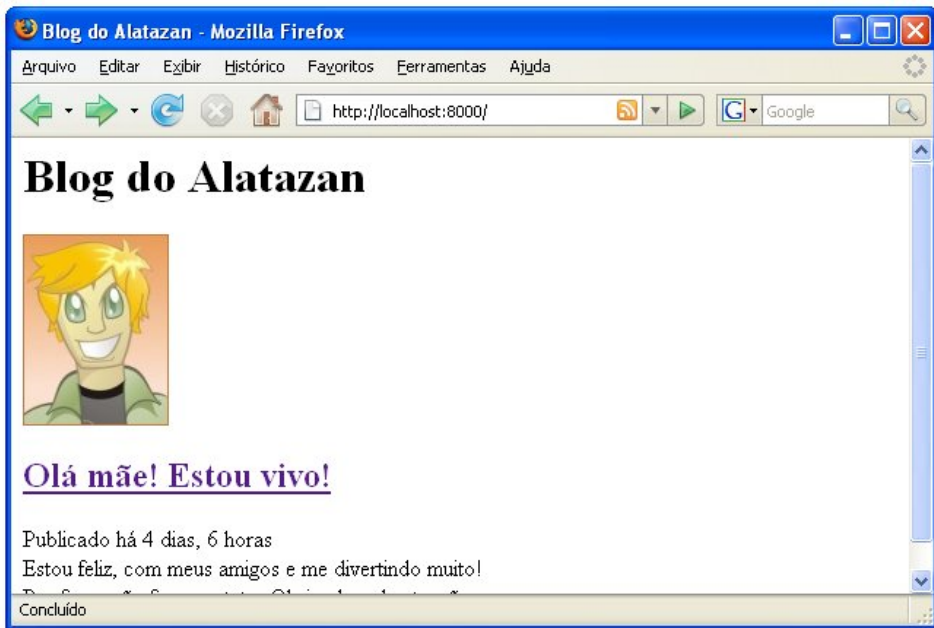 Blog do Alatazan - Mozilla Firefox
Arquivo Editar Exibir Histórico Favoritos Ferramentas Ajuda
http://localhost:8000/ G Google
Blog do Alatazan
Olá mãe! Estou vivo!
Publicado há 4 dias, 6 horas
Estou feliz, com meus amigos e me divertindo muito!
Concluído